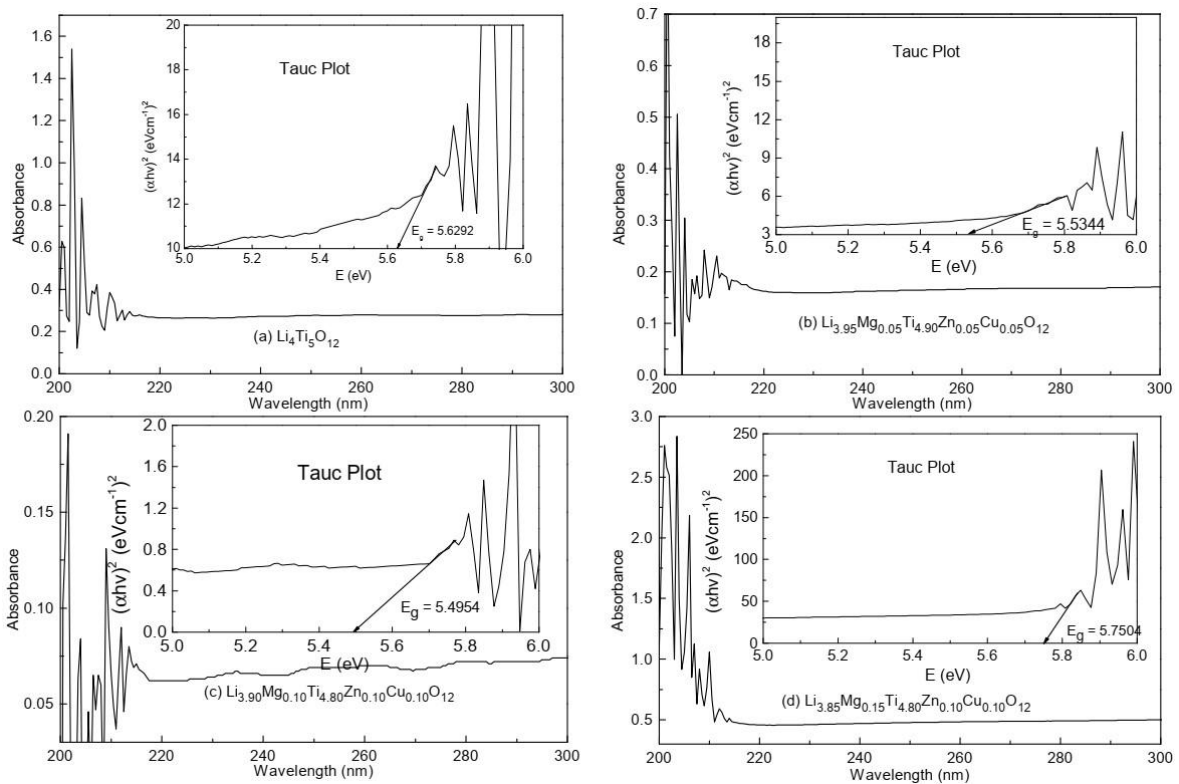 1.6
1.4
1.2
1.0
0.8
0.6
0.4
0.2
0.0
Absorbance
200 220 240 260 280 300
Wavelength (nm)
20
18
16
14
12
10
(αhv)² (eVcm⁻¹)²
Tauc Plot
E_g = 5.6292
5.0 5.2 5.4 5.6 5.8 6.0
E (eV)
(a) Li₄Ti₅O₁₂
0.7
0.6
0.5
0.4
0.3
0.2
0.1
0.0
Absorbance
200 220 240 260 280 300
Wavelength (nm)
18
15
12
9
6
3
(αhv)² (eVcm⁻¹)²
Tauc Plot
E_g = 5.5344
5.0 5.2 5.4 5.6 5.8 6.0
E (eV)
(b) Li₃.₉₅Mg₀.₀₅Ti₄.₉₀Zn₀.₀₅Cu₀.₀₅O₁₂
0.20
0.15
0.10
0.05
Absorbance
200 220 240 260 280 300
Wavelength (nm)
2.0
1.6
1.2
0.8
0.4
0.0
(αhv)² (eVcm⁻¹)²
Tauc Plot
E_g = 5.4954
5.0 5.2 5.4 5.6 5.8 6.0
E (eV)
(c) Li₃.₉₀Mg₀.₁₀Ti₄.₈₀Zn₀.₁₀Cu₀.₁₀O₁₂
3.0
2.5
2.0
1.5
1.0
0.5
Absorbance
200 220 240 260 280 300
Wavelength (nm)
250
200
150
100
50
0
(αhv)² (eVcm⁻¹)²
Tauc Plot
E_g = 5.7504
5.0 5.2 5.4 5.6 5.8 6.0
E (eV)
(d) Li₃.₈₅Mg₀.₁₅Ti₄.₈₀Zn₀.₁₀Cu₀.₁₀O₁₂